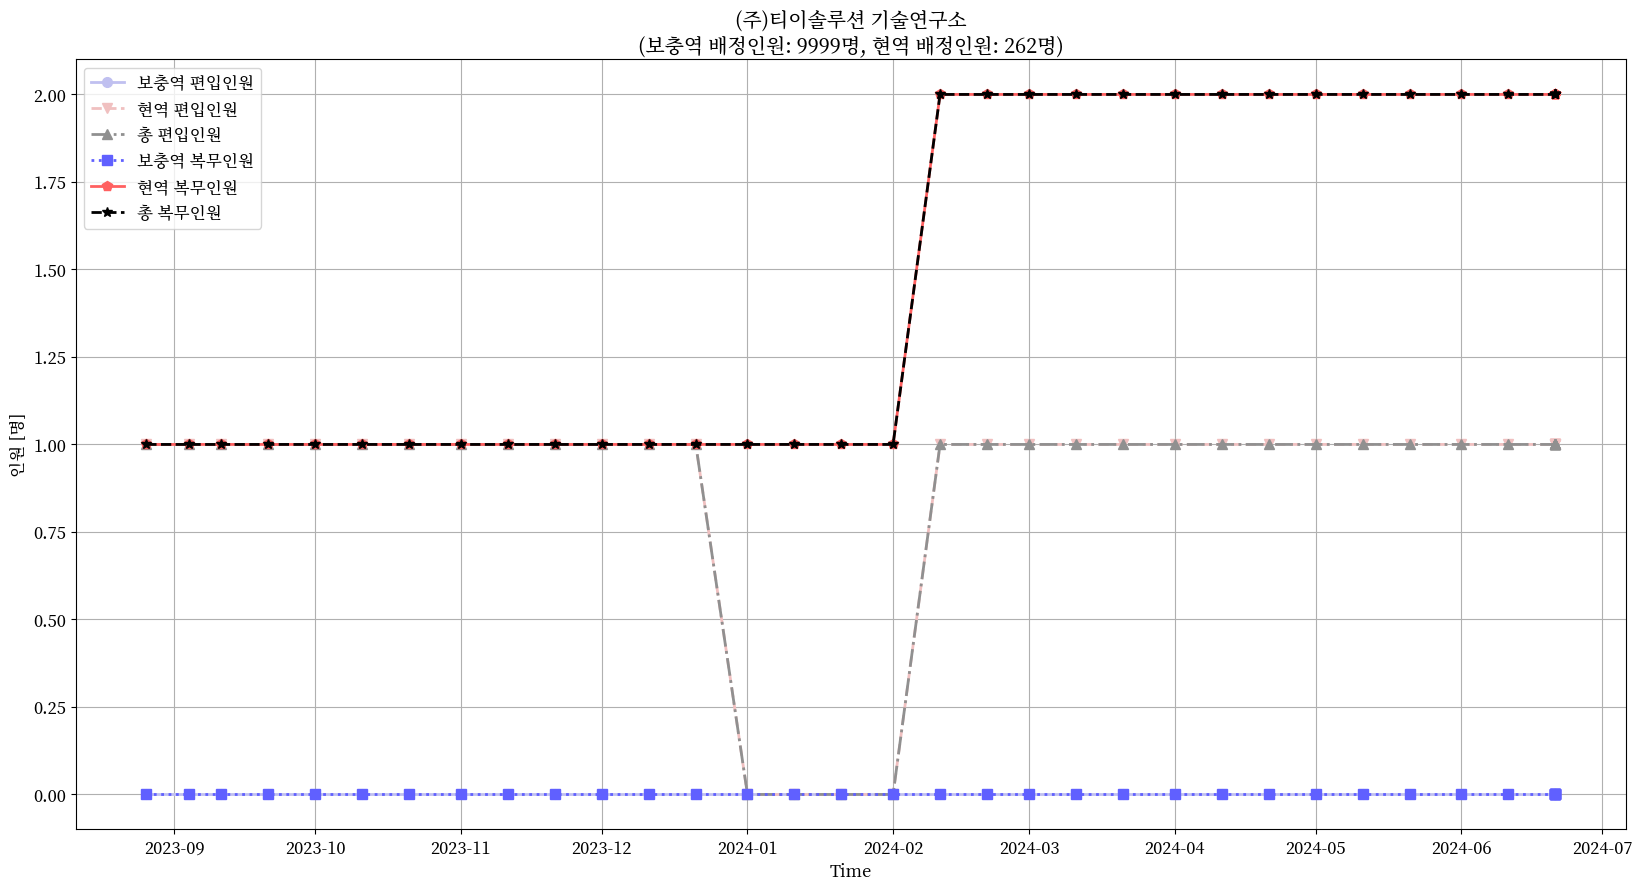 (주)티이솔루션 기술연구소
(보충역 배정인원: 9999명, 현역 배정인원: 262명)
보충역 편입인원
현역 편입인원
총 편입인원
보충역 복무인원
현역 복무인원
총 복무인원
인원 [명]
2.00
1.75
1.50
1.25
1.00
0.75
0.50
0.25
0.00
2023-09 2023-10 2023-11 2023-12 2024-01 2024-02 2024-03 2024-04 2024-05 2024-06 2024-07
Time